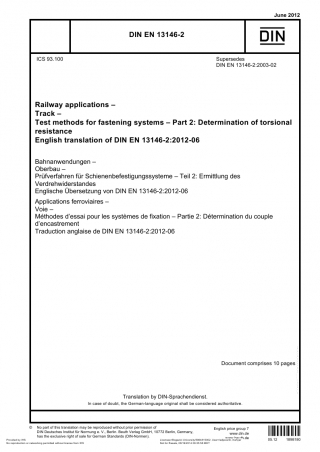 June 2012
DIN EN 13146-2
DIN
ICS 93.100
Supersedes
DIN EN 13146-2:2003-02
Railway applications –
Track –
Test methods for fastening systems – Part 2: Determination of torsional
resistance
English translation of DIN EN 13146-2:2012-06
Bahnanwendungen –
Oberbau –
Prüfverfahren für Schienenbefestigungssysteme – Teil 2: Ermittlung des
Verdrehwiderstandes
Englische Übersetzung von DIN EN 13146-2:2012-06
Applications ferroviaires –
Voie –
Méthodes d'essai pour les systèmes de fixation – Partie 2: Détermination du couple
d'encastrement
Traduction anglaise de DIN EN 13146-2:2012-06
Document comprises 10 pages
Translation by DIN-Sprachendienst.
In case of doubt, the German-language original shall be considered authoritative.
© No part of this translation may be reproduced without prior permission of
DIN Deutsches Institut für Normung e. V., Berlin. Beuth Verlag GmbH, 10772 Berlin, Germany,
has the exclusive right of sale for German Standards (DIN-Normen).
English price group 7
www.din.de
www.beuth.de